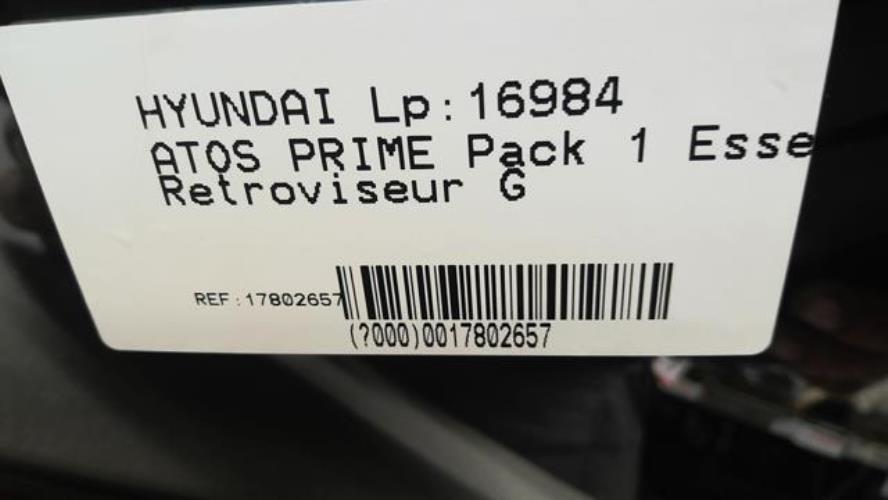 HYUNDAI Lp:16984
ATOS PRIME Pack 1 Esse
Retroviseur G
REF:17802657
(?000)0017802657